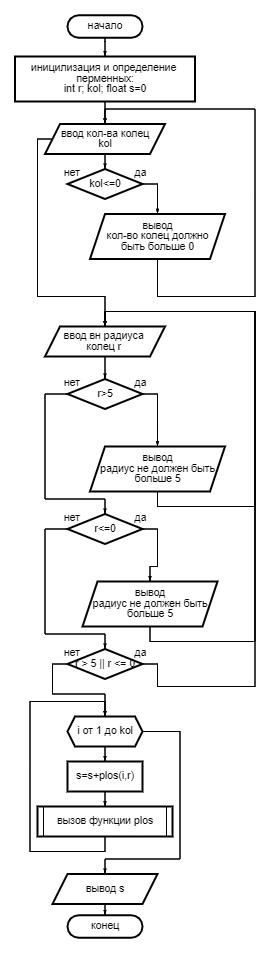 начало
иницилизация и определение
перменных:
int r; kol; float s=0
ввод кол-ва колец
kol
нет
да
kol<=0
вывод
кол-во колец должно
быть больше 0
ввод вн радиуса
колец r
нет
да
r>5
вывод
радиус не должен быть
больше 5
нет
да
r<=0
вывод
радиус не должен быть
больше 5
нет
да
r > 5 || r <= 0
i от 1 до kol
s=s+plos(i,r)
вызов функции plos
вывод s
конец